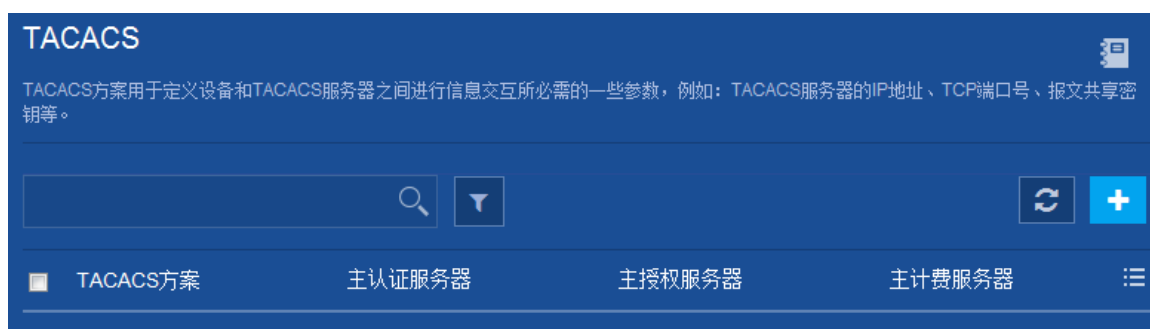 TACACS
TACACS方案用于定义设备和TACACS服务器之间进行信息交互所必需的一些参数，例如：TACACS服务器的IP地址、TCP端口号、报文共享密
钥等。
TACACS方案 主认证服务器 主授权服务器 主计费服务器